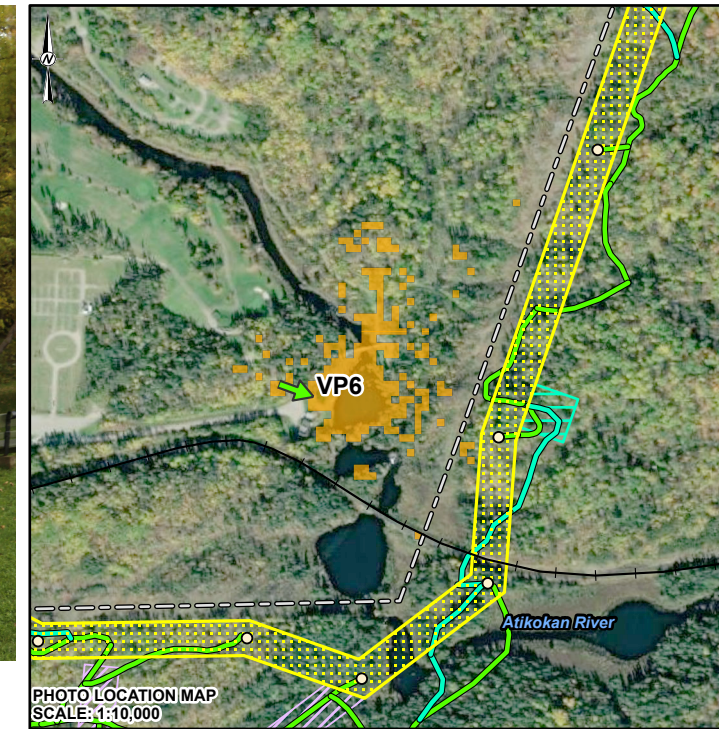 N
VP6
Atikokan River
PHOTO LOCATION MAP
SCALE: 1:10,000